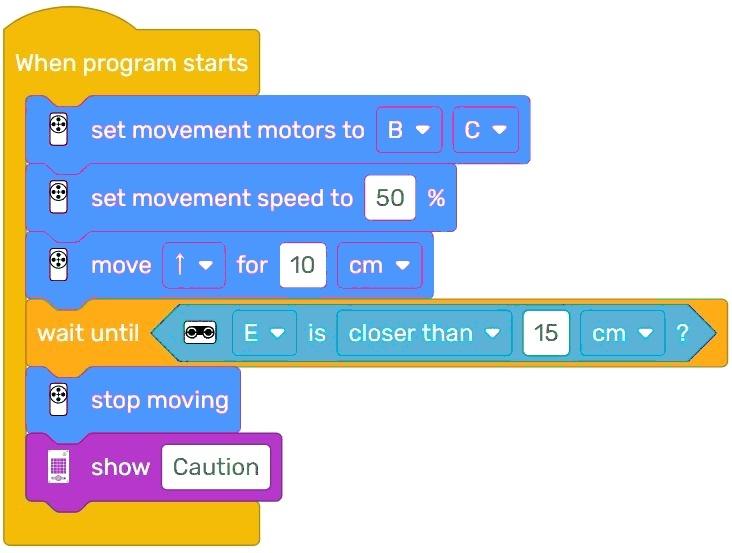 When program starts
set movement motors to B C
set movement speed to 50 %
move ↑ for 10 cm
wait until E is closer than 15 cm ?
stop moving
show Caution